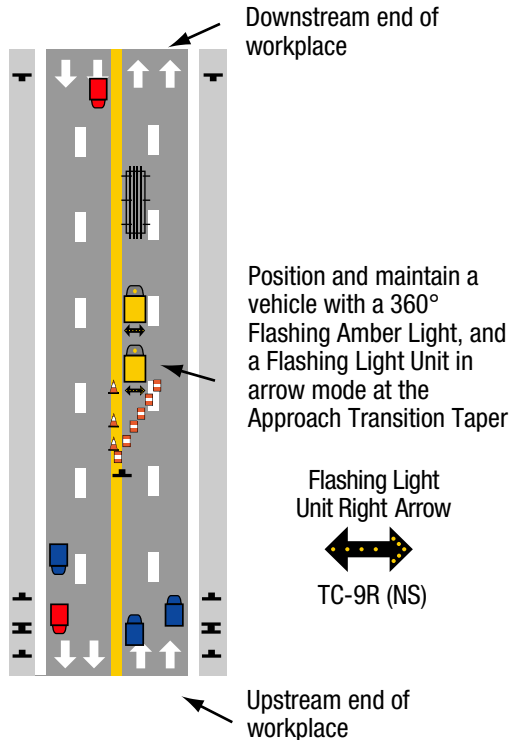 Downstream end of
workplace
Position and maintain a
vehicle with a 360°
Flashing Amber Light, and
a Flashing Light Unit in
arrow mode at the
Approach Transition Taper
Flashing Light
Unit Right Arrow
TC-9R (NS)
Upstream end of
workplace